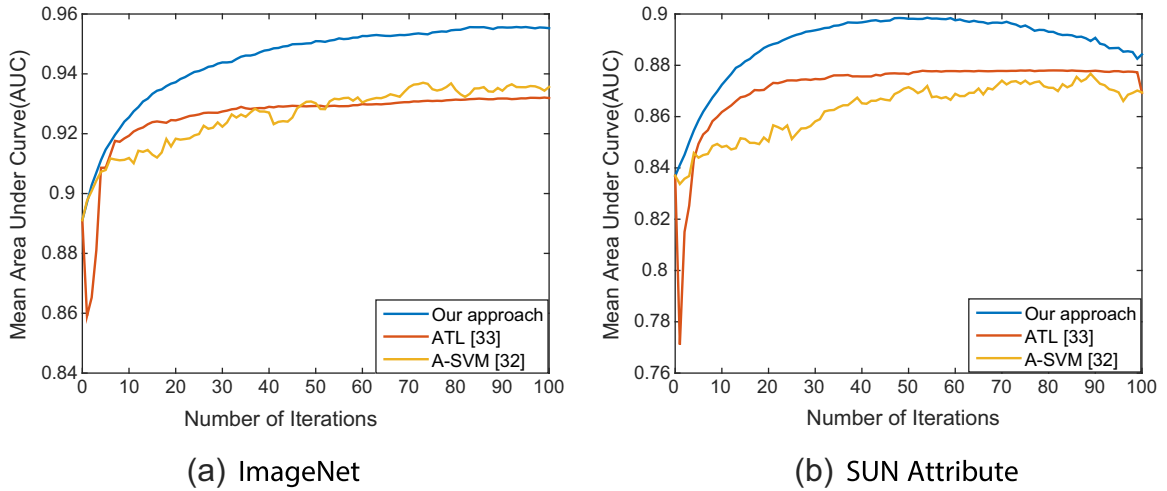 0.96
0.94
0.92
0.9
0.88
0.86
0.84
Mean Area Under Curve(AUC)
0 10 20 30 40 50 60 70 80 90 100
Number of Iterations
Our approach
ATL [33]
A-SVM [32]
(a) ImageNet
0.9
0.88
0.86
0.84
0.82
0.8
0.78
0.76
Mean Area Under Curve(AUC)
0 10 20 30 40 50 60 70 80 90 100
Number of Iterations
Our approach
ATL [33]
A-SVM [32]
(b) SUN Attribute